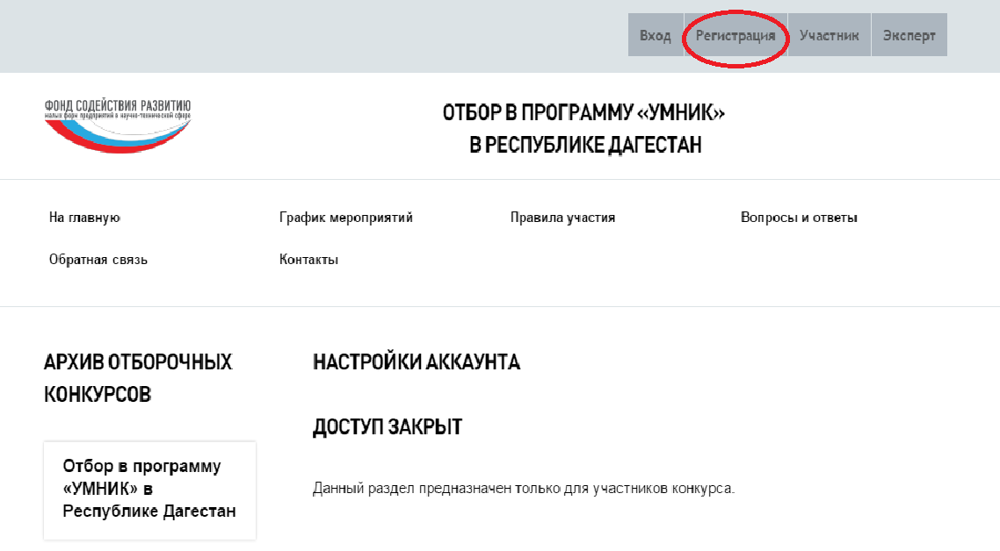 Вход Регистрация Участник Эксперт
ФОНД СОДЕЙСТВИЯ РАЗВИТИЮ
малых форм предприятий в научно-технической сфере
ОТБОР В ПРОГРАММУ «УМНИК»
В РЕСПУБЛИКЕ ДАГЕСТАН
На главную График мероприятий Правила участия Вопросы и ответы
Обратная связь Контакты
АРХИВ ОТБОРОЧНЫХ
КОНКУРСОВ
Отбор в программу
«УМНИК» в
Республике Дагестан
НАСТРОЙКИ АККАУНТА
ДОСТУП ЗАКРЫТ
Данный раздел предназначен только для участников конкурса.